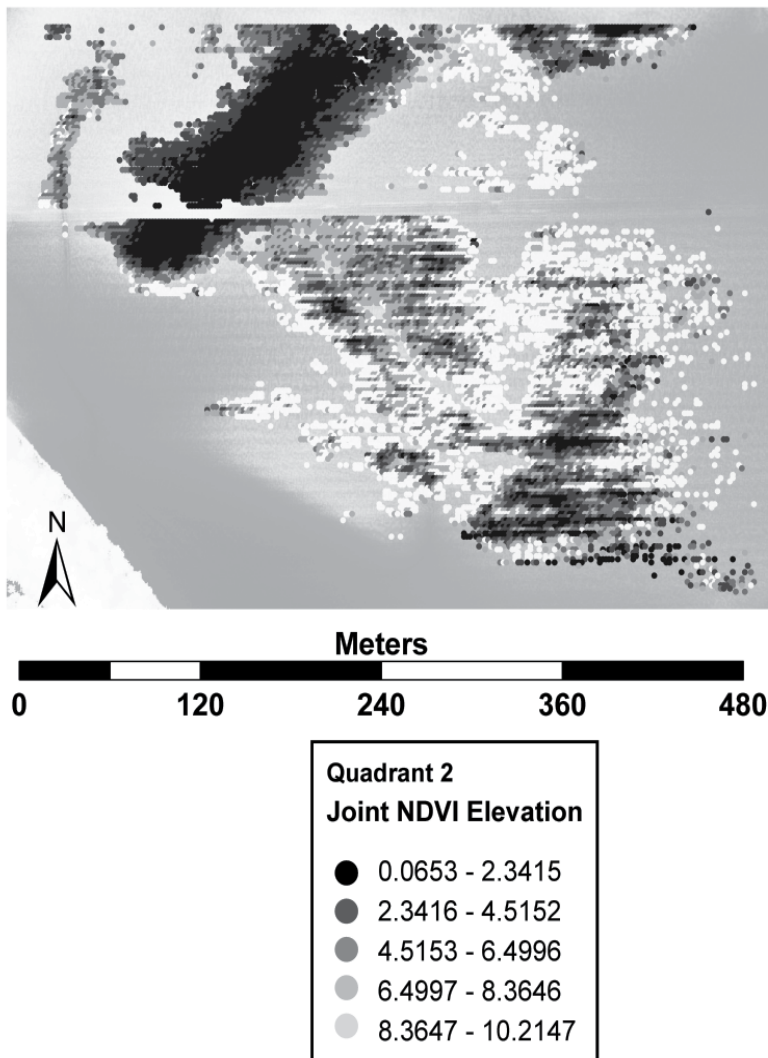 N
Meters
0 120 240 360 480
Quadrant 2
Joint NDVI Elevation
0.0653 - 2.3415
2.3416 - 4.5152
4.5153 - 6.4996
6.4997 - 8.3646
8.3647 - 10.2147